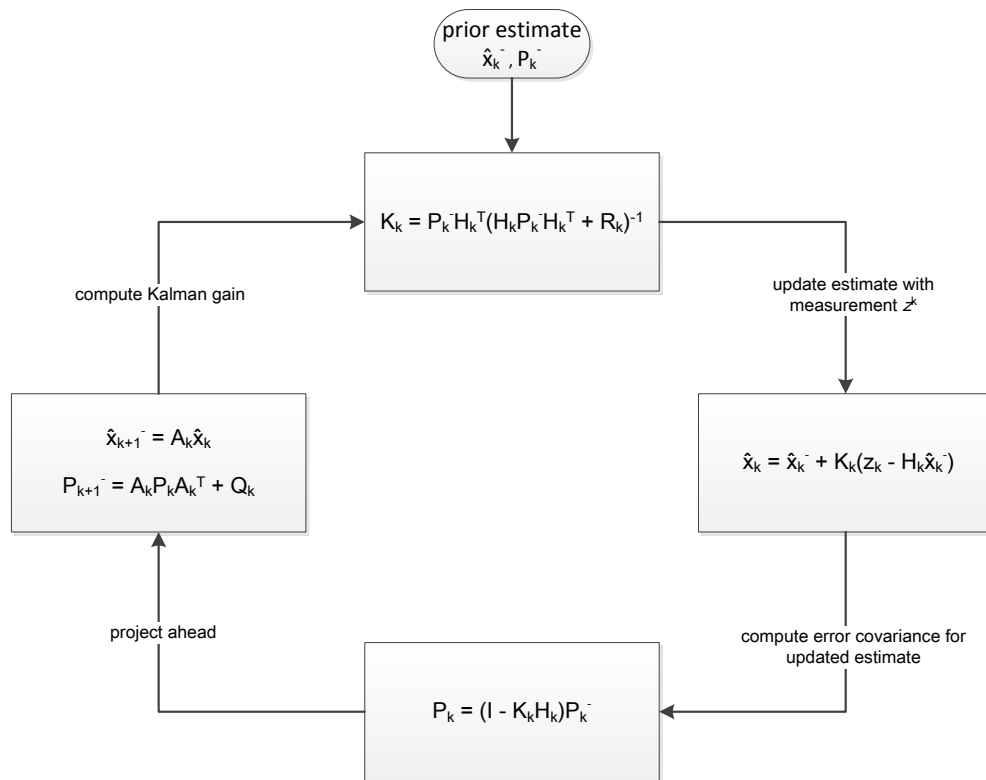 prior estimate
x̂ₖ⁻, Pₖ⁻
Kₖ = Pₖ⁻Hₖᵀ(HₖPₖ⁻Hₖᵀ + Rₖ)⁻¹
compute Kalman gain
update estimate with
measurement zᵏ
x̂ₖ₊₁⁻ = Aₖx̂ₖ
Pₖ₊₁⁻ = AₖPₖAₖᵀ + Qₖ
x̂ₖ = x̂ₖ⁻ + Kₖ(zₖ - Hₖx̂ₖ⁻)
project ahead
compute error covariance for
updated estimate
Pₖ = (I - KₖHₖ)Pₖ⁻